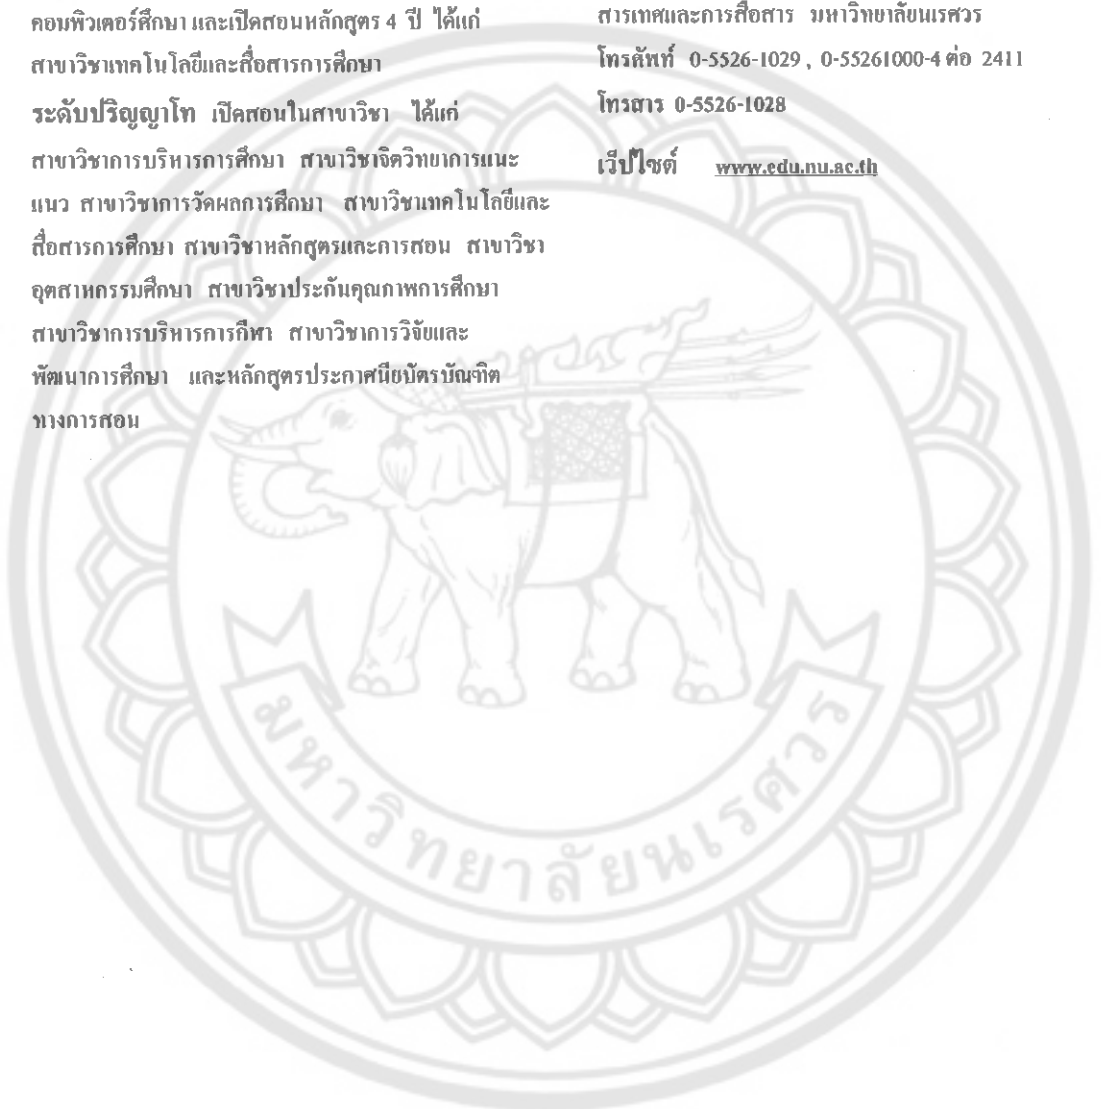 คอมพิวเตอร์ศึกษา และเปิดสอนหลักสูตร 4 ปี ได้แก่
สาขาวิชาเทคโนโลยีและสื่อสารการศึกษา
ระดับปริญญาโท เปิดสอนในสาขาวิชา ได้แก่
สาขาวิชาการบริหารการศึกษา สาขาวิชาจิตวิทยาการแนะ
แนว สาขาวิชาการวัดผลการศึกษา สาขาวิชาเทคโนโลยีและ
สื่อสารการศึกษา สาขาวิชาหลักสูตรและการสอน สาขาวิชา
อุตสาหกรรมศึกษา สาขาวิชาประกันคุณภาพการศึกษา
สาขาวิชาการบริหารการกีฬา สาขาวิชาการวิจัยและ
พัฒนาการศึกษา และหลักสูตรประกาศนียบัตรบัณฑิต
ทางการสอน
สารเทศและการสื่อสาร มหาวิทยาลัยนเรศวร
โทรศัพท์ 0-5526-1029 , 0-55261000-4 ต่อ 2411
โทรสาร 0-5526-1028
เว็ปไซต์ www.edu.nu.ac.th
มหาวิทยาลัยนเรศวร